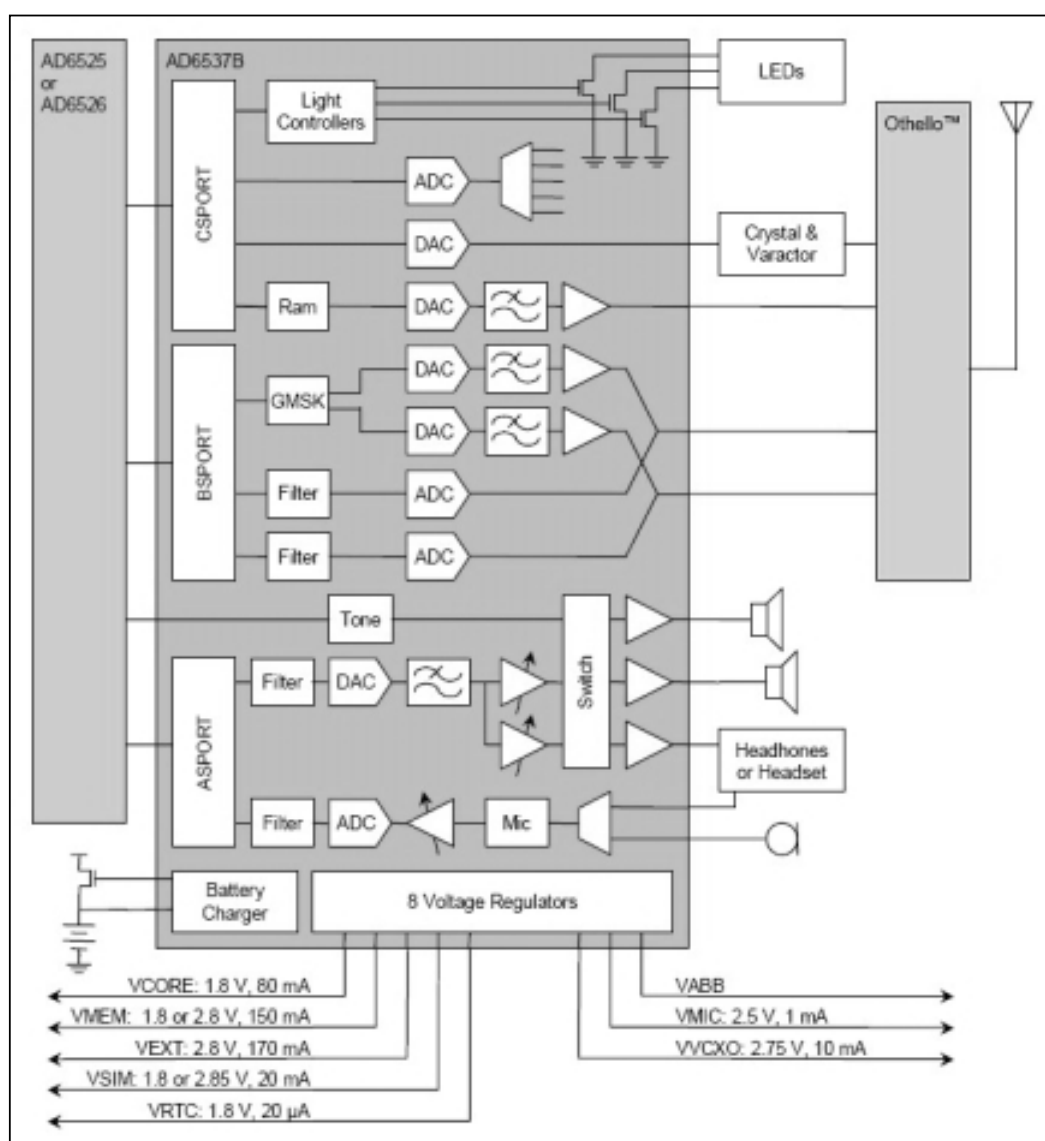 AD6525
or
AD6526
AD6537B
LEDs
Othello™
Light
Controllers
CSPORT
ADC
DAC
Crystal &
Varactor
Ram
DAC
DAC
GMSK
DAC
BSPORT
Filter
ADC
Filter
ADC
Tone
Switch
Filter
DAC
ASPORT
Headhones
or Headset
Filter
ADC
Mic
Battery
Charger
8 Voltage Regulators
VCORE: 1.8 V, 80 mA
VMEM: 1.8 or 2.8 V, 150 mA
VEXT: 2.8 V, 170 mA
VSIM: 1.8 or 2.85 V, 20 mA
VRTC: 1.8 V, 20 µA
VABB
VMIC: 2.5 V, 1 mA
VVCXO: 2.75 V, 10 mA